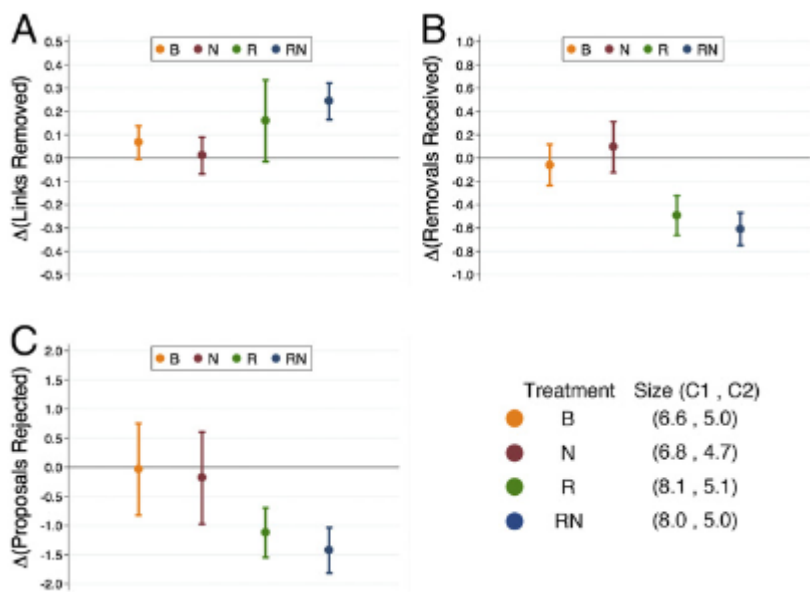 A
B N R RN
Δ(Links Removed)
0.5
0.4
0.3
0.2
0.1
0.0
-0.1
-0.2
-0.3
-0.4
-0.5
B
B N R RN
Δ(Removals Received)
1.0
0.8
0.6
0.4
0.2
0.0
-0.2
-0.4
-0.6
-0.8
-1.0
C
B N R RN
Δ(Proposals Rejected)
2.0
1.5
1.0
0.5
0.0
-0.5
-1.0
-1.5
-2.0
Treatment Size (C1 , C2)
B (6.6 , 5.0)
N (6.8 , 4.7)
R (8.1 , 5.1)
RN (8.0 , 5.0)